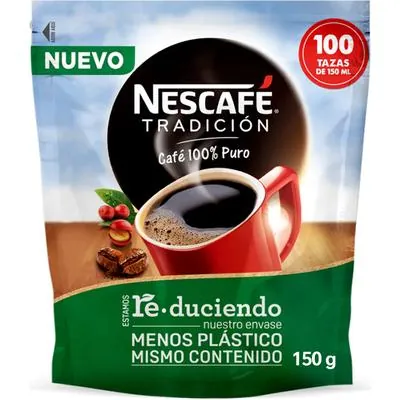 NUEVO
100
TAZAS
DE 150 ML
NESCAFÉ
TRADICIÓN
Café 100% Puro
ESTAMOS
re·duciendo
nuestro envase
MENOS PLÁSTICO
MISMO CONTENIDO
150 g